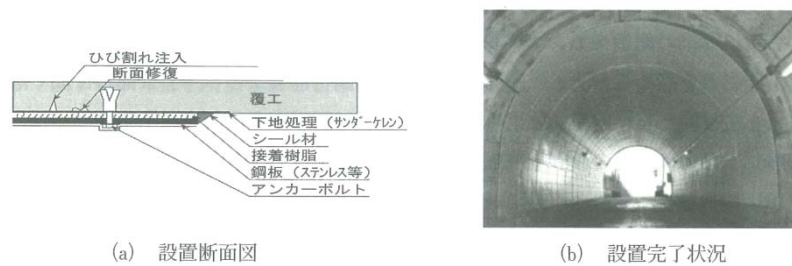 ひび割れ注入
断面修復
覆工
下地処理（サンダーケレン）
シール材
接着樹脂
鋼板（ステンレス等）
アンカーボルト
(a) 設置断面図
(b) 設置完了状況